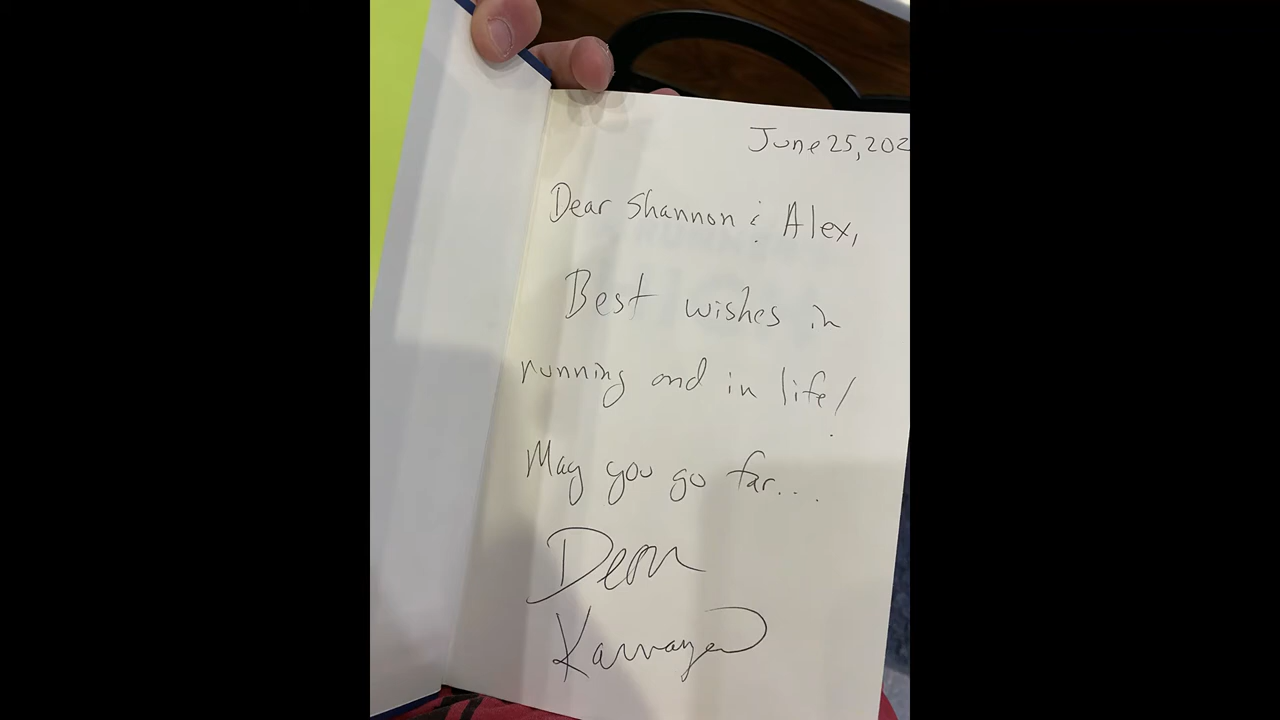 June 25, 202
Dear Shannon & Alex,
Best wishes in
running and in life!
May you go far...
Dean